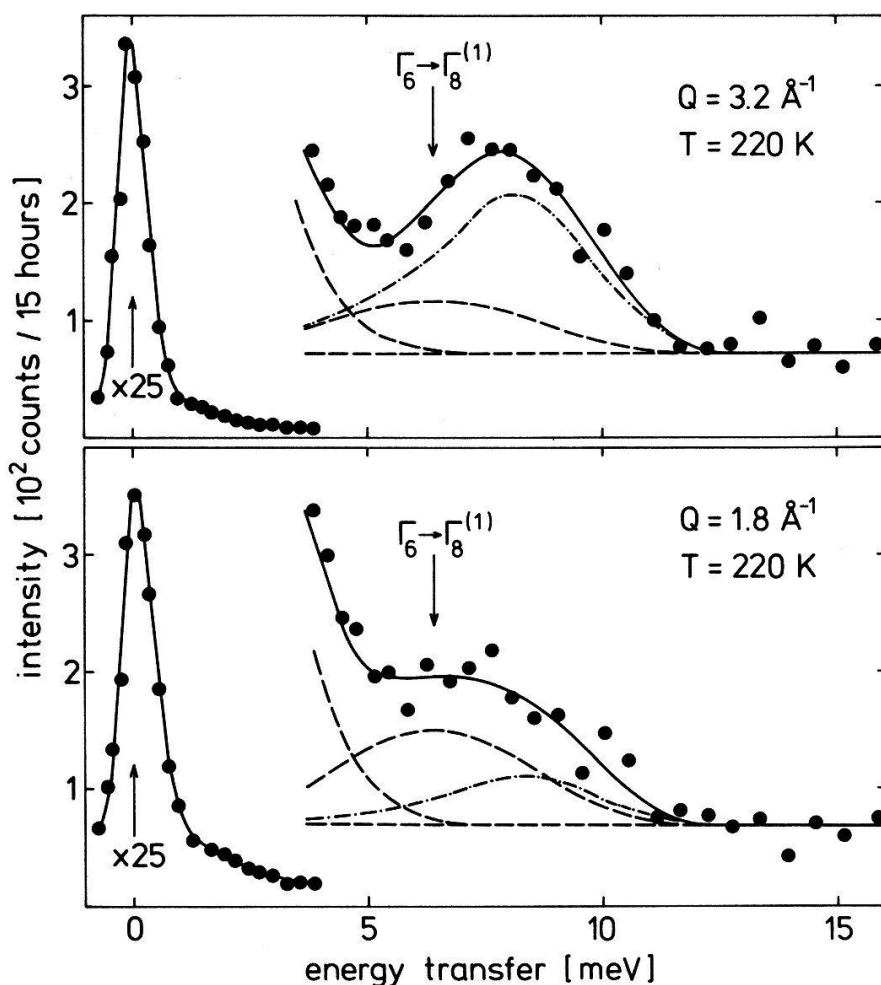 intensity [10² counts / 15 hours]
3
2
1
Γ₆→Γ₈⁽¹⁾
Q = 3.2 Å⁻¹
T = 220 K
×25
3
2
1
Γ₆→Γ₈⁽¹⁾
Q = 1.8 Å⁻¹
T = 220 K
×25
0 5 10 15
energy transfer [meV]